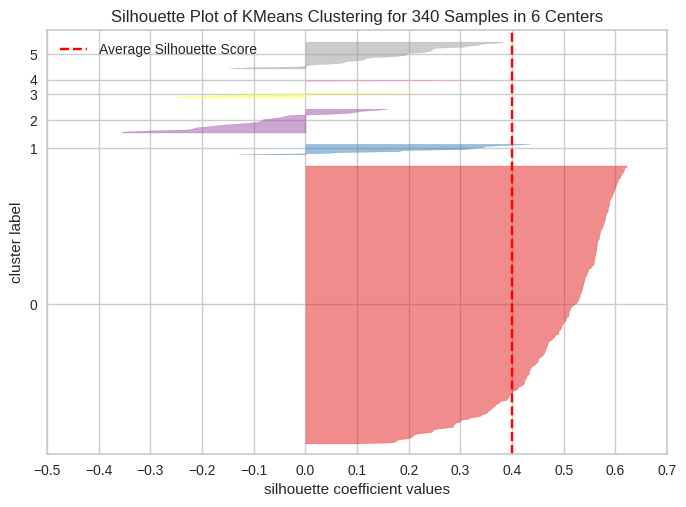 Silhouette Plot of KMeans Clustering for 340 Samples in 6 Centers
Average Silhouette Score
5
4
3
2
1
0
cluster label
−0.5 −0.4 −0.3 −0.2 −0.1 0.0 0.1 0.2 0.3 0.4 0.5 0.6 0.7
silhouette coefficient values